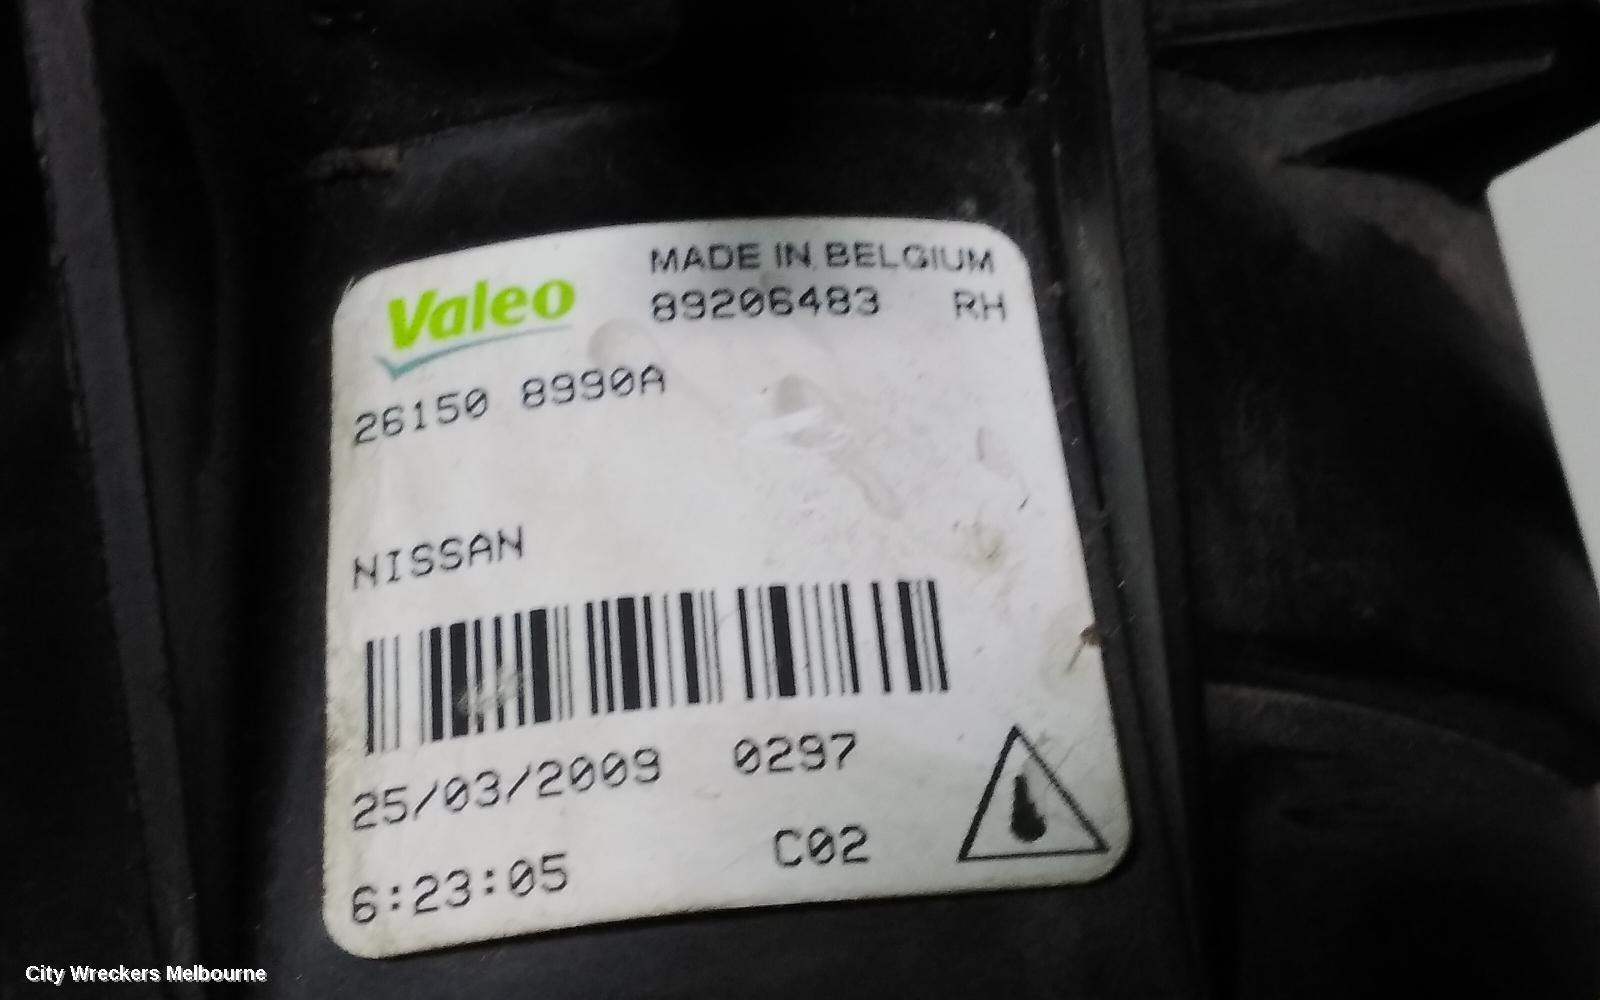 Valeo
MADE IN BELGIUM
89206483 RH
26150 8990A
NISSAN
25/03/2009 0297
6:23:05 C02
City Wreckers Melbourne